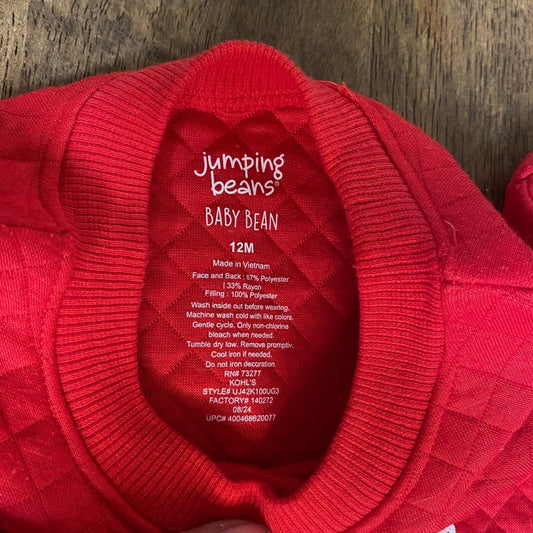 jumping
beans®
BABY BEAN
12M
Made in Vietnam
Face and Back : 67% Polyester
| 33% Rayon
Filling : 100% Polyester
Wash inside out before wearing.
Machine wash cold with like colors.
Gentle cycle. Only non-chlorine
bleach when needed.
Tumble dry low. Remove promptly.
Cool iron if needed.
Do not iron decoration.
RN# 73277
KOHL'S
STYLE# UJ42K100UG3
FACTORY# 140272
08/24
UPC# 400468620077